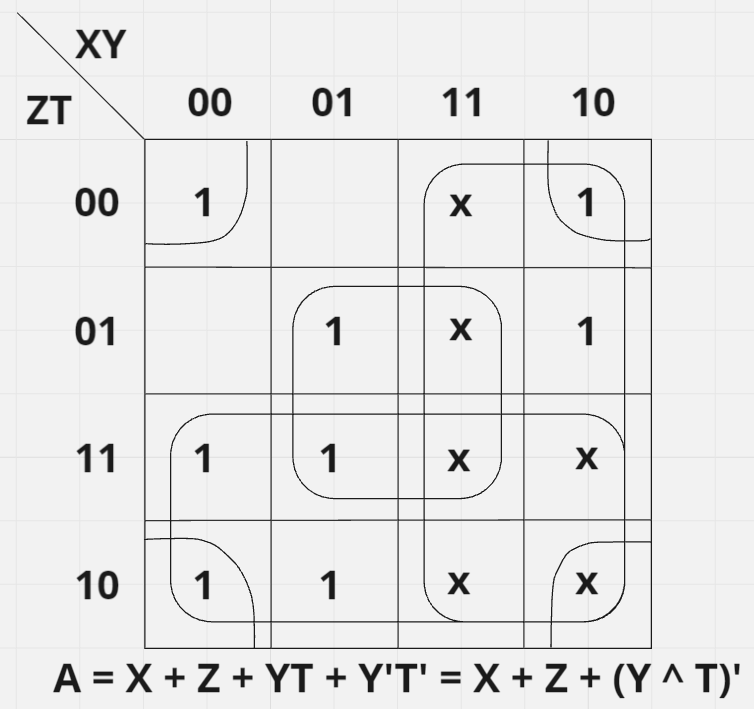 XY
ZT
00 01 11 10
00 1 x 1
01 1 x 1
11 1 1 x x
10 1 1 x x
A = X + Z + YT + Y'T' = X + Z + (Y ^ T)'